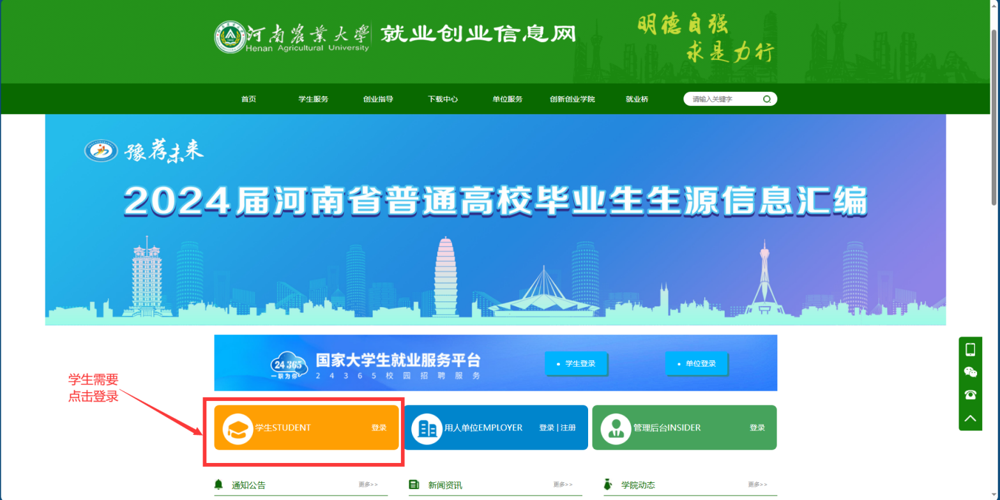 河南农业大学
Henan Agricultural University
就业创业信息网
明德自强
求是力行
首页
学生服务
创业指导
下载中心
单位服务
创新创业学院
就业桥
请输入关键字
豫荐未来
2024届河南省普通高校毕业生生源信息汇编
24365
一职为你
国家大学生就业服务平台
24365校园招聘服务
• 学生登录
• 单位登录
学生需要
点击登录
学生STUDENT 登录
用人单位EMPLOYER 登录 | 注册
管理后台INSIDER 登录
通知公告 更多>>
新闻资讯 更多>>
学院动态 更多>>